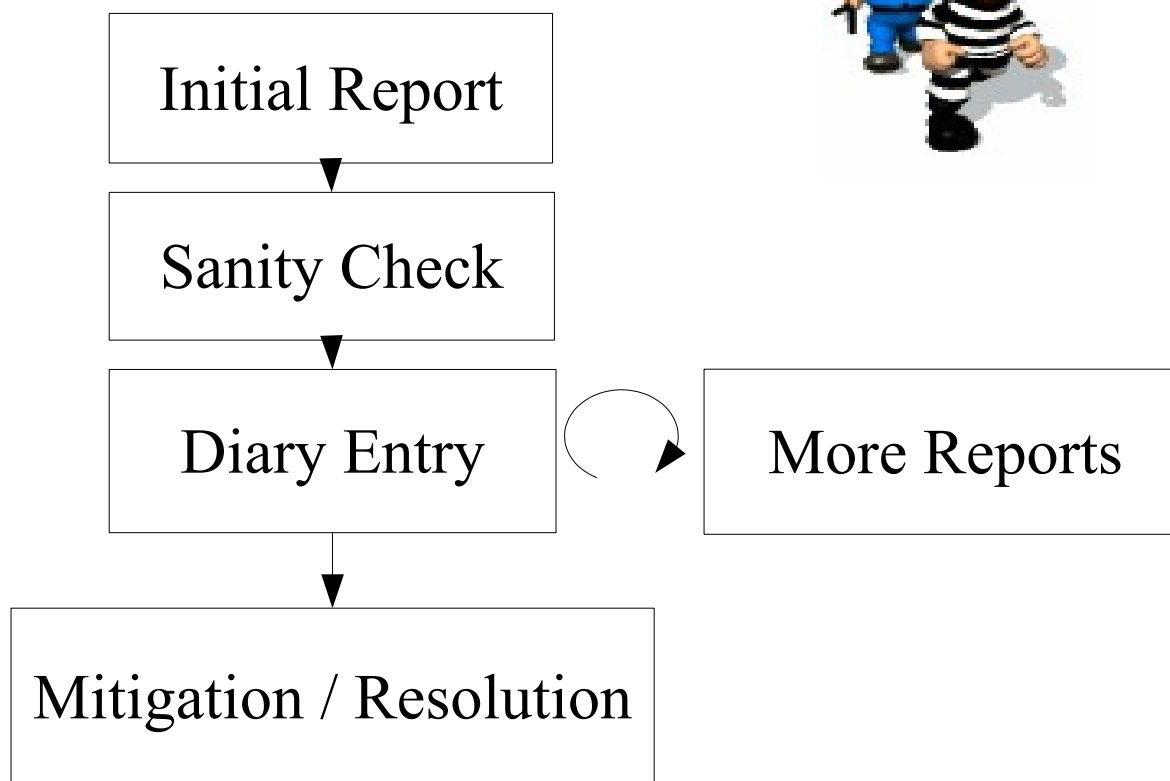 Initial Report
Sanity Check
Diary Entry
More Reports
Mitigation / Resolution